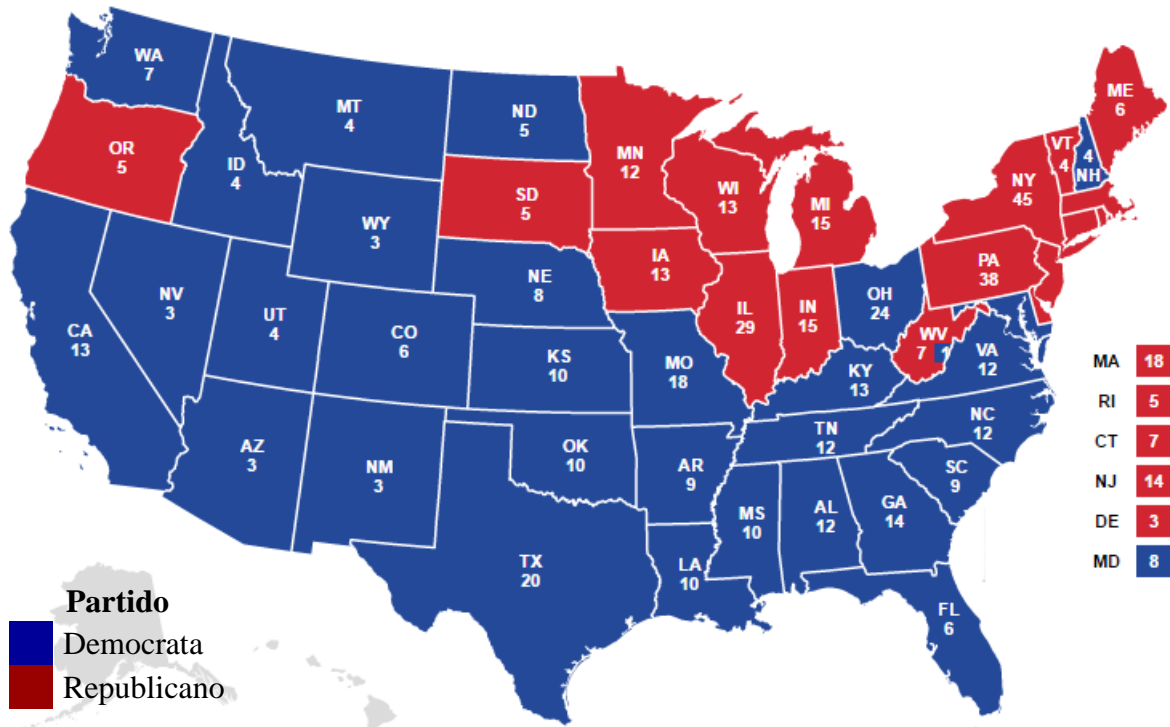 WA
7
OR
5
CA
13
NV
3
ID
4
MT
4
WY
3
UT
4
AZ
3
CO
6
NM
3
ND
5
SD
5
NE
8
KS
10
OK
10
TX
20
MN
12
IA
13
MO
18
AR
9
LA
10
WI
13
IL
29
MI
15
IN
15
OH
24
KY
13
TN
12
MS
10
AL
12
GA
14
FL
6
SC
9
NC
12
VA
12
WV
7 1
PA
38
NY
45
VT
4
4
NH
ME
6
MA 18
RI 5
CT 7
NJ 14
DE 3
MD 8
Partido
Democrata
Republicano